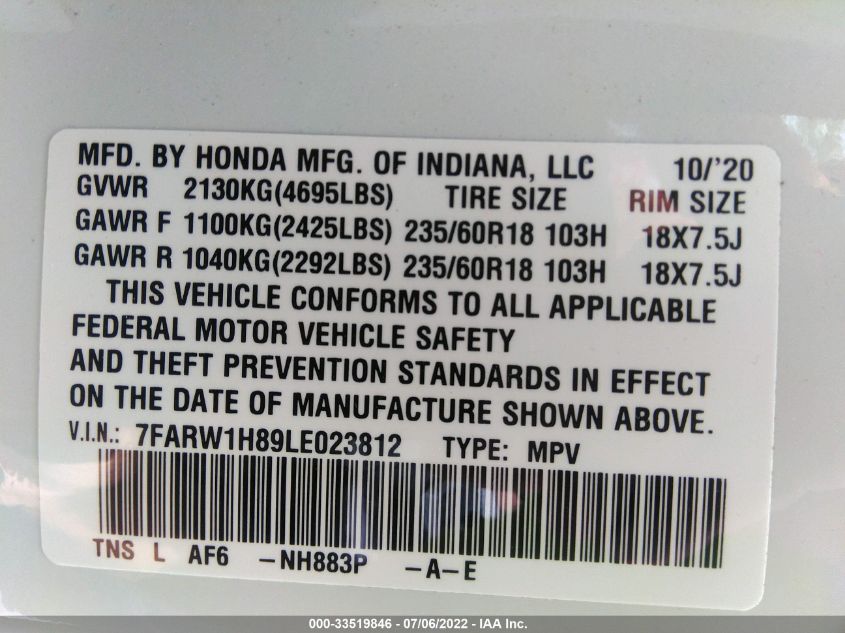 MFD. BY HONDA MFG. OF INDIANA, LLC 10/'20
GVWR 2130KG(4695LBS) TIRE SIZE RIM SIZE
GAWR F 1100KG(2425LBS) 235/60R18 103H 18X7.5J
GAWR R 1040KG(2292LBS) 235/60R18 103H 18X7.5J
THIS VEHICLE CONFORMS TO ALL APPLICABLE
FEDERAL MOTOR VEHICLE SAFETY
AND THEFT PREVENTION STANDARDS IN EFFECT
ON THE DATE OF MANUFACTURE SHOWN ABOVE.
V.I.N.: 7FARW1H89LE023812 TYPE: MPV
TNS L AF6 -NH883P -A-E
000-33519846 - 07/06/2022 - IAA Inc.